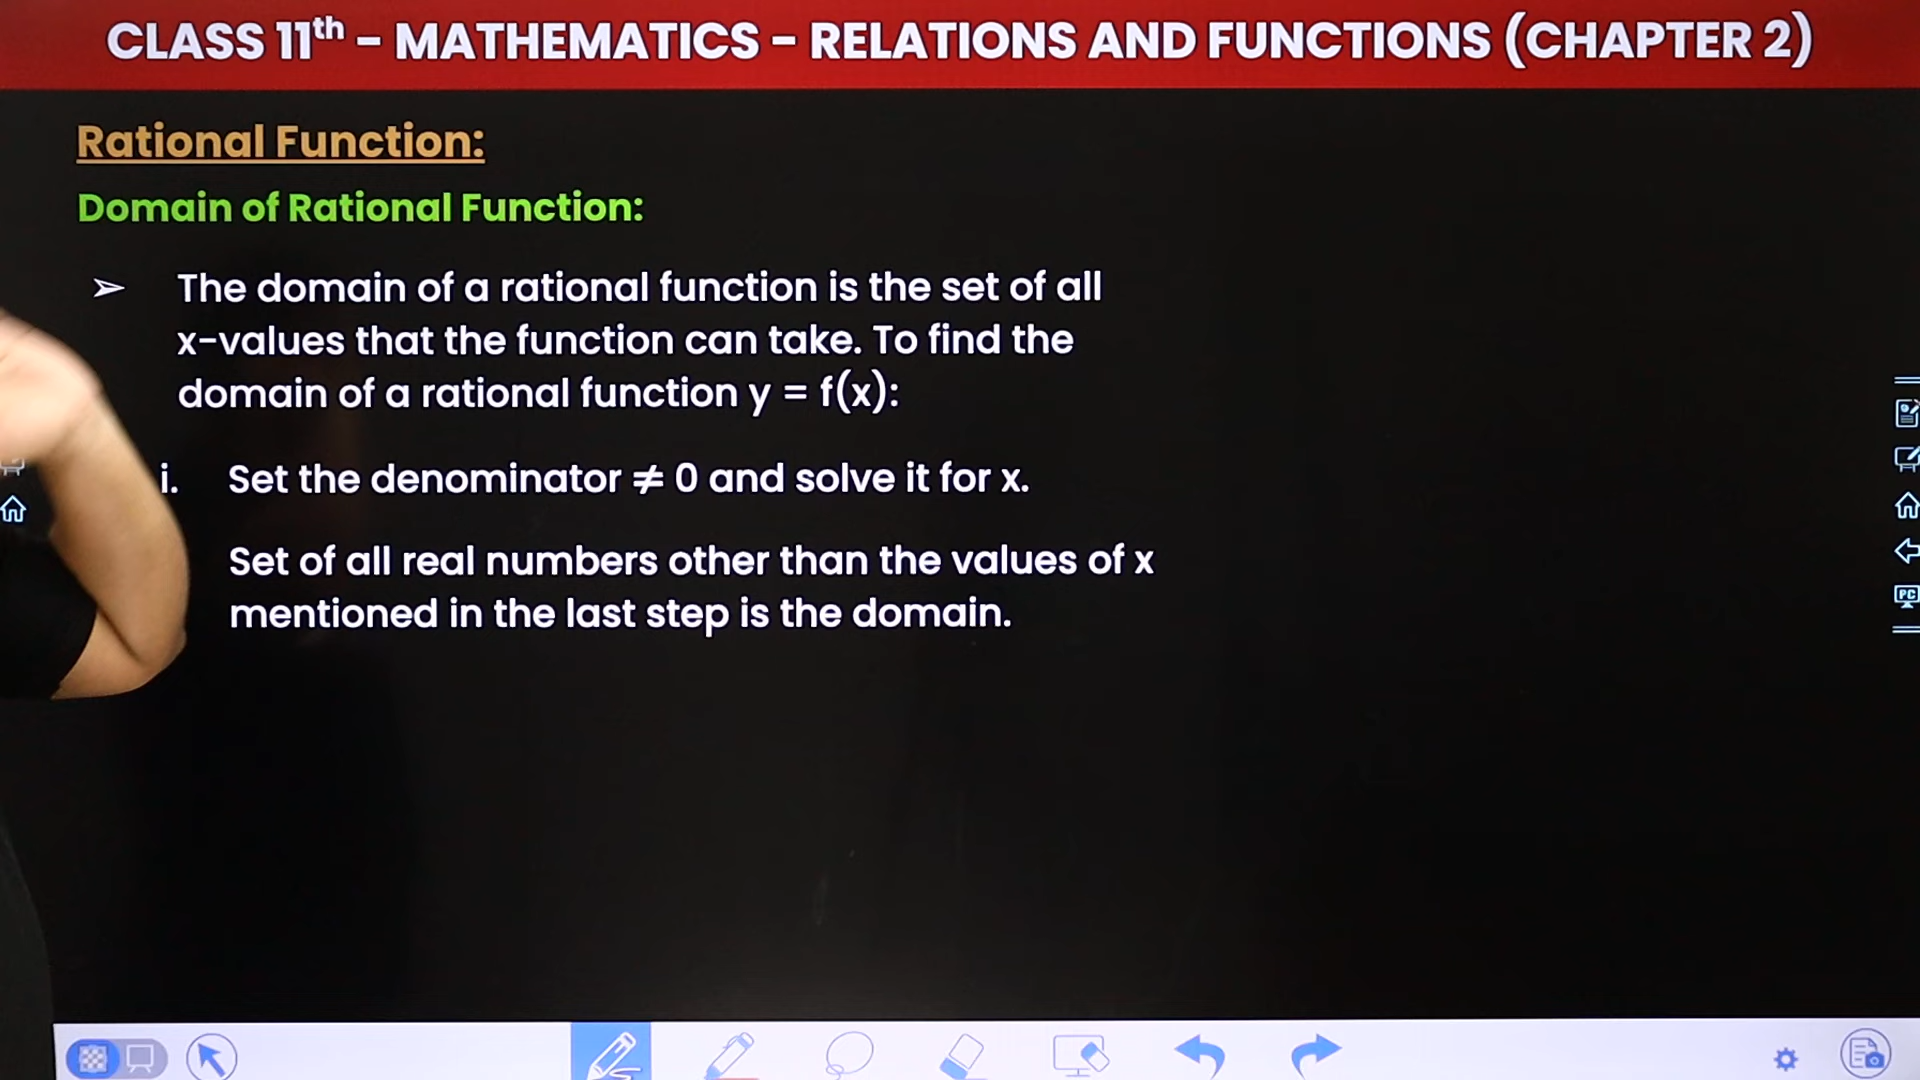 CLASS 11th - MATHEMATICS - RELATIONS AND FUNCTIONS (CHAPTER 2)
Rational Function:
Domain of Rational Function:
➢ The domain of a rational function is the set of all
x-values that the function can take. To find the
domain of a rational function y = f(x):
i. Set the denominator ≠ 0 and solve it for x.
Set of all real numbers other than the values of x
mentioned in the last step is the domain.
PC